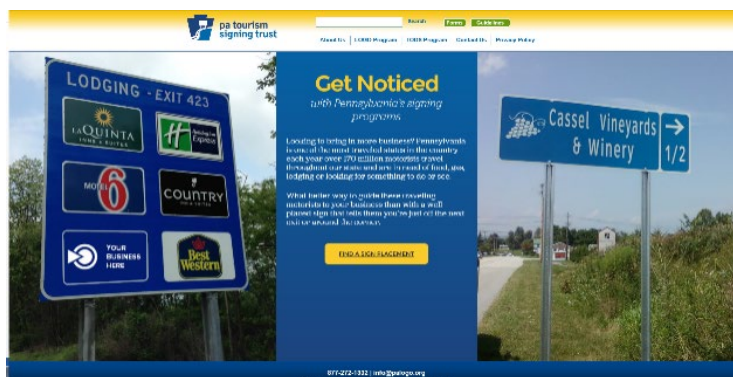 pa tourism
signing trust
Search
Forms
Guidelines
About Us
LOGO Program
TODS Program
Contact Us
Privacy Policy
LODGING - EXIT 423
LAQUINTA
INNS & SUITES
Holiday Inn
Express
MOTEL
6
COUNTRY
INN & SUITES
YOUR
BUSINESS
HERE
Best
Western
Get Noticed
with Pennsylvania's signing
programs
Looking to bring in more business? Pennsylvania
is one of the most traveled states in the country
each year over 170 million motorists travel
throughout our state and are in need of food, gas,
lodging or looking for something to do or see.
What better way to guide these traveling
motorists to your business than with a well
placed sign that tells them you're just off the next
exit or around the corner.
FIND A SIGN PLACEMENT
Cassel Vineyards
& Winery
1/2
877-272-1332 | info@palogo.org